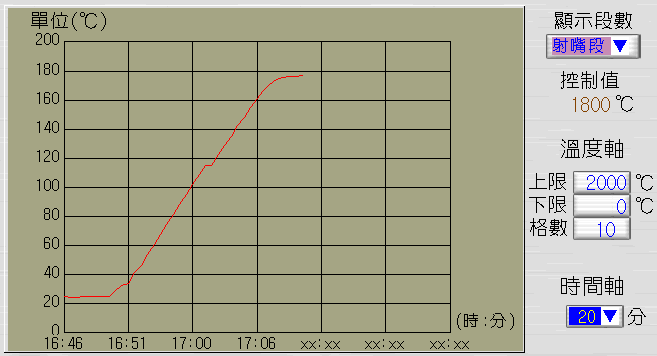 單位(℃)
200
180
160
140
120
100
80
60
40
20
0
16:46 16:51 17:00 17:06 xx:xx xx:xx xx:xx
(時:分)
顯示段數
射嘴段
控制值
1800 ℃
溫度軸
上限 2000 ℃
下限 0 ℃
格數 10
時間軸
20 分